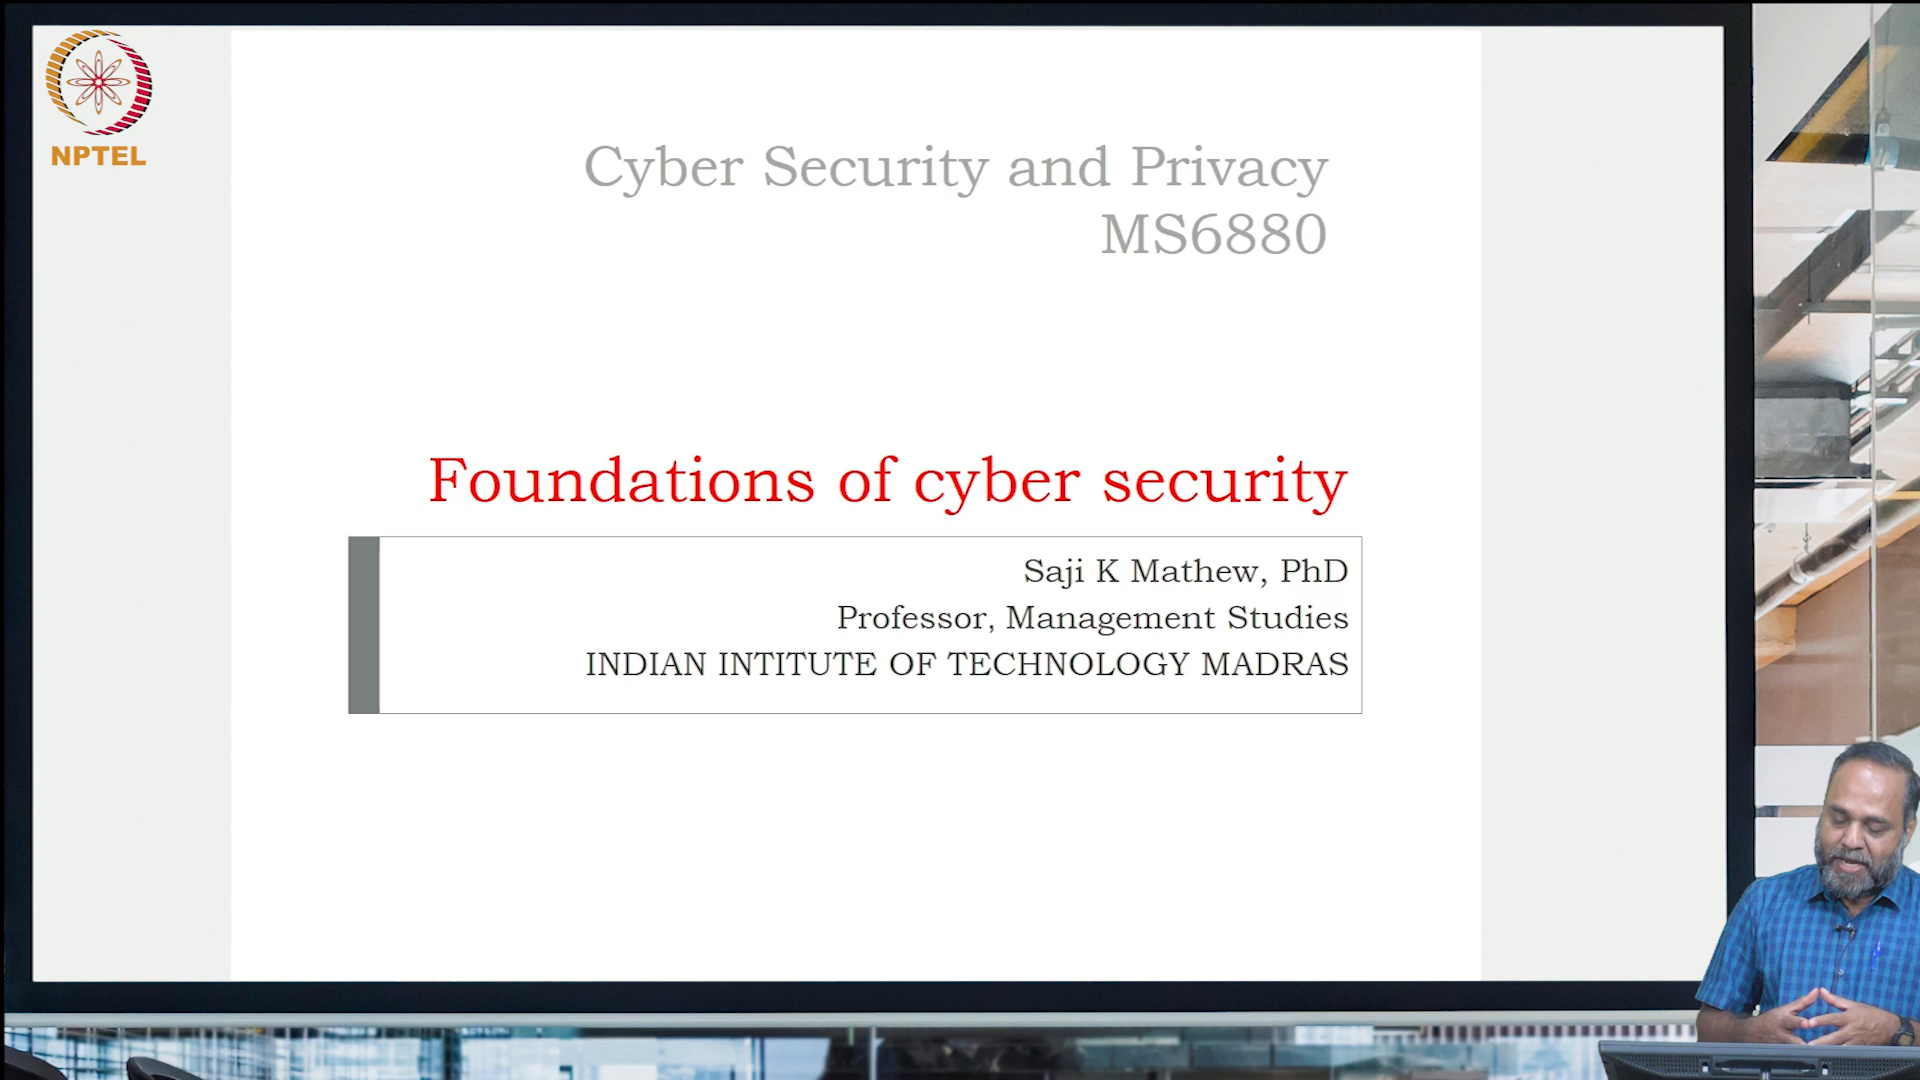 NPTEL
Cyber Security and Privacy
MS6880
Foundations of cyber security
Saji K Mathew, PhD
Professor, Management Studies
INDIAN INTITUTE OF TECHNOLOGY MADRAS